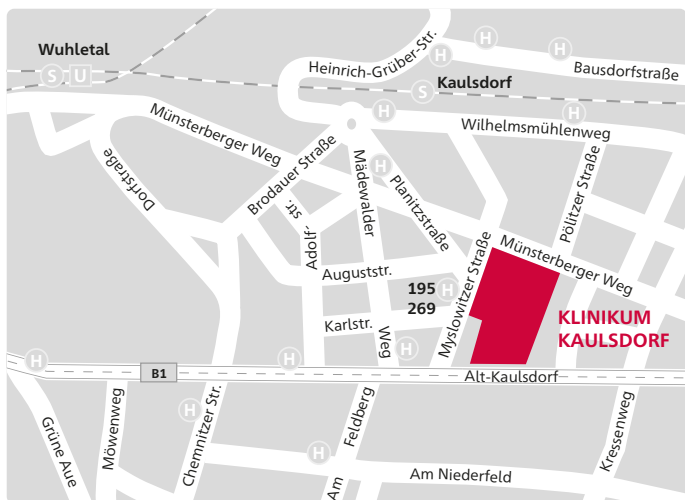 Wuhletal
S U
H
H
H
Heinrich-Grüber-Str.
Bausdorfstraße
Kaulsdorf
S
H
H
Wilhelmsmühlenweg
Münsterberger Weg
Brodauer Straße
Mädewalder
Weg
H
Planitzstraße
Pölitzer Straße
Dorfstraße
Adolf-
str.
Auguststr.
Myslowitzer Straße
Münsterberger Weg
195
269
H
Karlstr.
KLINIKUM
KAULSDORF
H
H
H
B1
Alt-Kaulsdorf
Grüne Aue
Möwenweg
H
Chemnitzer Str.
H
Am Feldberg
Am Niederfeld
Kressenweg